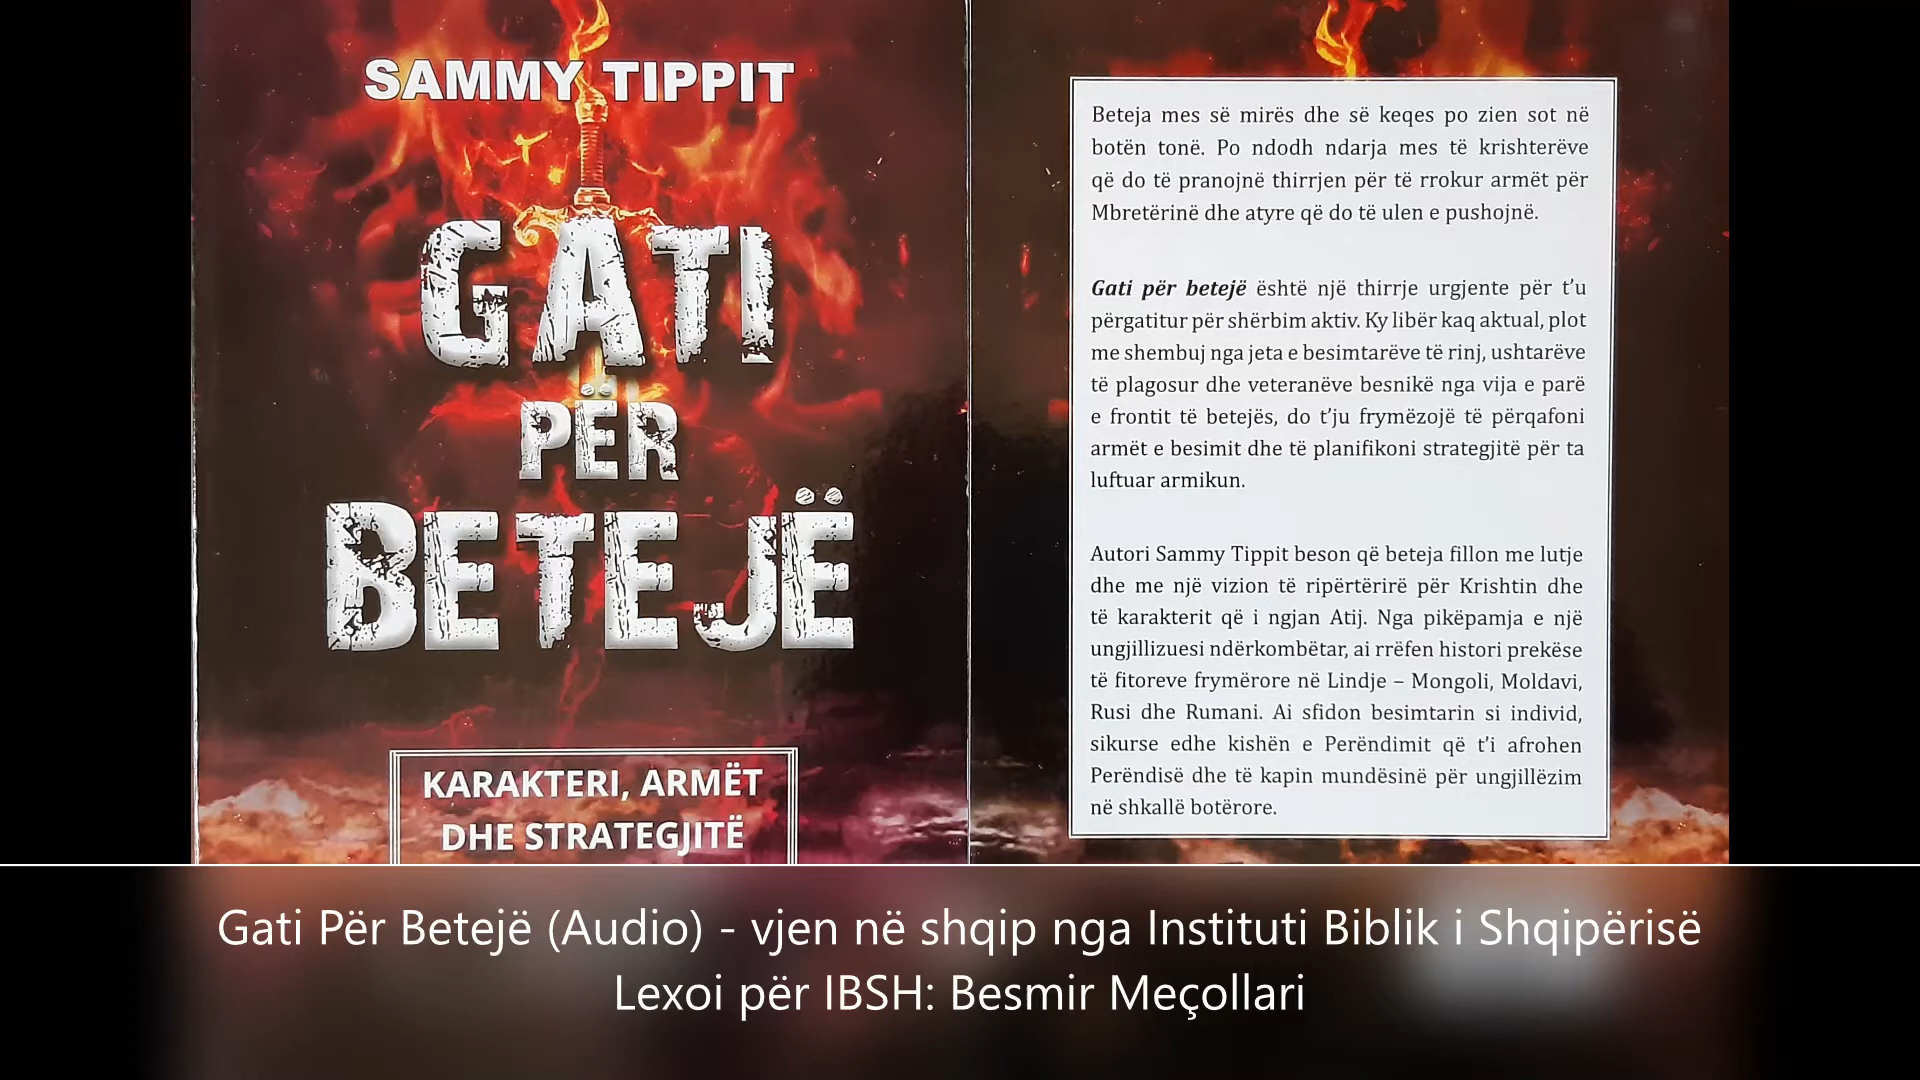 SAMMY TIPPIT
GATI
PËR
BETEJË
KARAKTERI, ARMËT
DHE STRATEGJITË
Beteja mes së mirës dhe së keqes po zien sot në
botën tonë. Po ndodh ndarja mes të krishterëve
që do të pranojnë thirrjen për të rrokur armët për
Mbretërinë dhe atyre që do të ulen e pushojnë.
Gati për betejë është një thirrje urgjente për t'u
përgatitur për shërbim aktiv. Ky libër kaq aktual, plot
me shembuj nga jeta e besimtarëve të rinj, ushtarëve
të plagosur dhe veteranëve besnikë nga vija e parë
e frontit të betejës, do t'ju frymëzojë të përqafoni
armët e besimit dhe të planifikoni strategjitë për ta
luftuar armikun.
Autori Sammy Tippit beson që beteja fillon me lutje
dhe me një vizion të ripërtërirë për Krishtin dhe
të karakterit që i ngjan Atij. Nga pikëpamja e një
ungjillizuesi ndërkombëtar, ai rrëfen histori prekëse
të fitoreve frymërore në Lindje – Mongoli, Moldavi,
Rusi dhe Rumani. Ai sfidon besimtarin si individ,
sikurse edhe kishën e Perëndimit që t'i afrohen
Perëndisë dhe të kapin mundësinë për ungjillëzim
në shkallë botërore.
Gati Për Betejë (Audio) - vjen në shqip nga Instituti Biblik i Shqipërisë
Lexoi për IBSH: Besmir Meçollari